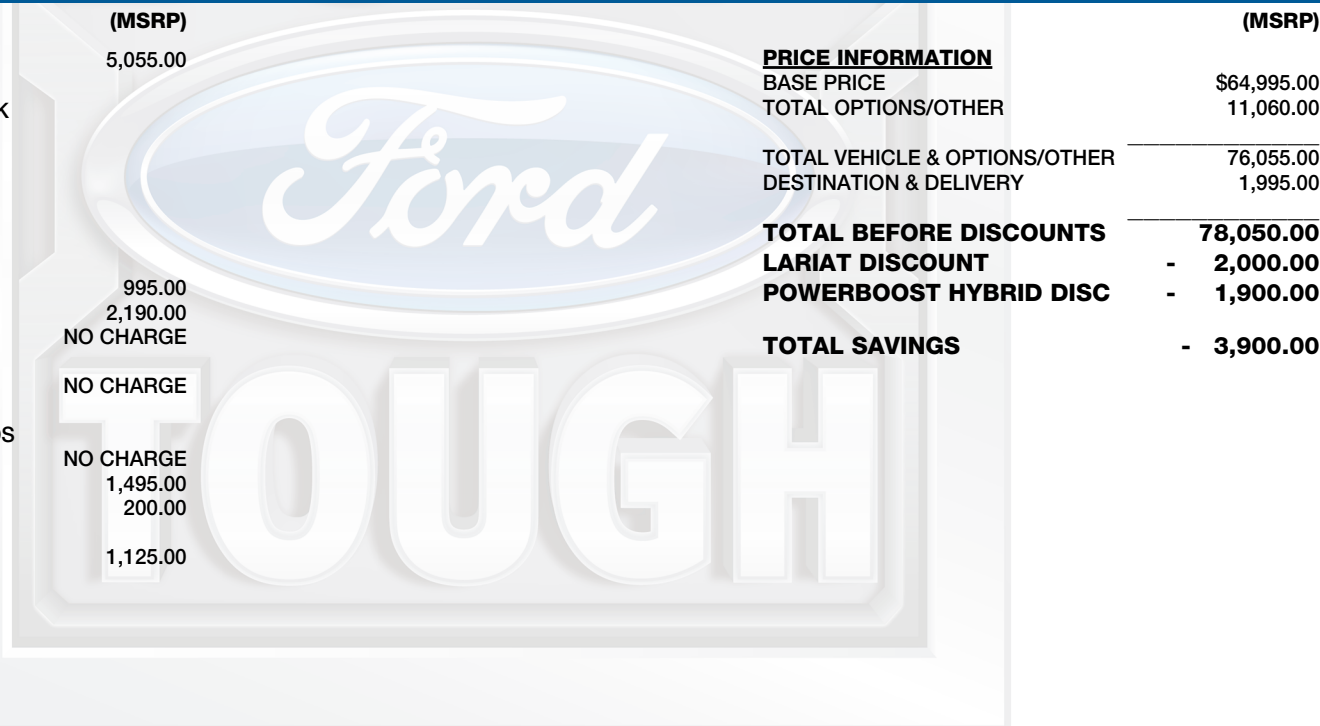 (MSRP)
5,055.00
K
995.00
2,190.00
NO CHARGE
NO CHARGE
OS
NO CHARGE
1,495.00
200.00
1,125.00
Ford
TOUGH
(MSRP)
PRICE INFORMATION
BASE PRICE $64,995.00
TOTAL OPTIONS/OTHER 11,060.00
TOTAL VEHICLE & OPTIONS/OTHER 76,055.00
DESTINATION & DELIVERY 1,995.00
TOTAL BEFORE DISCOUNTS 78,050.00
LARIAT DISCOUNT - 2,000.00
POWERBOOST HYBRID DISC - 1,900.00
TOTAL SAVINGS - 3,900.00